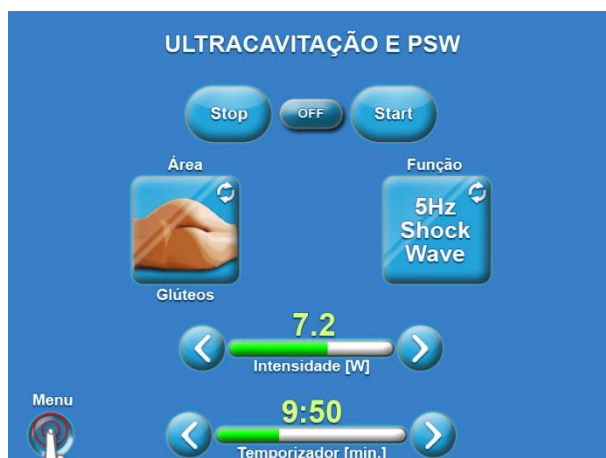 ULTRACAVITAÇÃO E PSW
Stop OFF Start
Área
Função
5Hz
Shock
Wave
Glúteos
7.2
Intensidade [W]
Menu
9:50
Temporizador [min.]